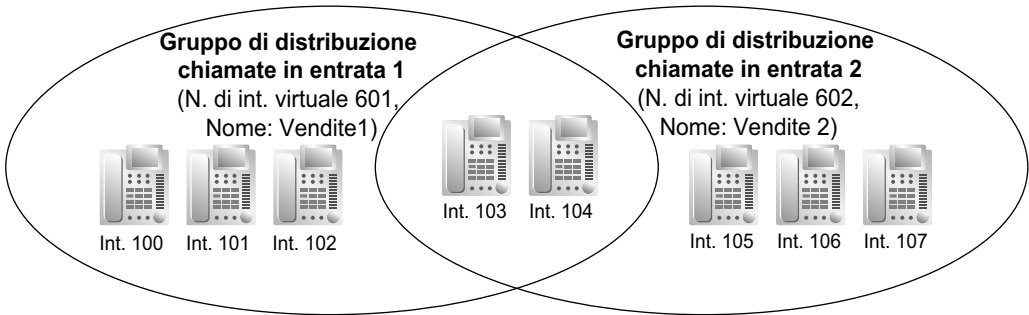 Gruppo di distribuzione
chiamate in entrata 1
(N. di int. virtuale 601,
Nome: Vendite1)
Gruppo di distribuzione
chiamate in entrata 2
(N. di int. virtuale 602,
Nome: Vendite 2)
Int. 100
Int. 101
Int. 102
Int. 103
Int. 104
Int. 105
Int. 106
Int. 107